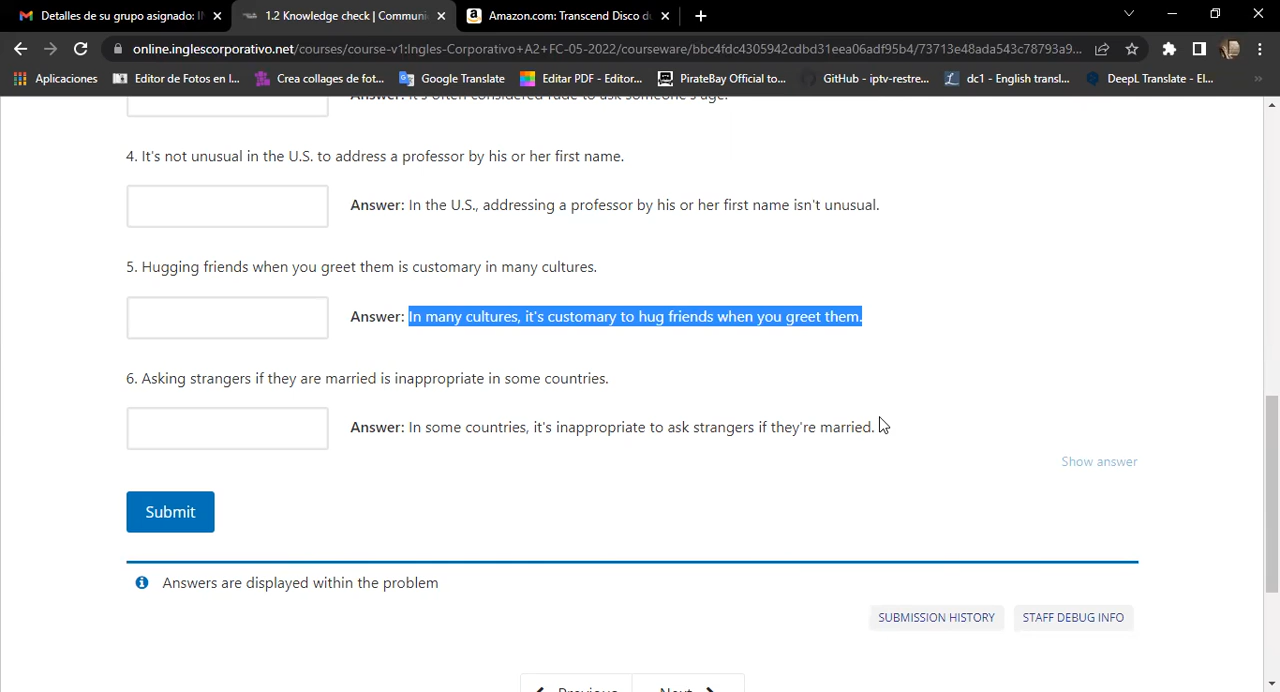 Detalles de su grupo asignado: I
1.2 Knowledge check | Communi
Amazon.com: Transcend Disco d
online.inglescorporativo.net/courses/course-v1:Ingles-Corporativo+A2+FC-05-2022/courseware/bbc4fdc4305942cdbd31eea06adf95b4/73713e48ada543c78793a9...
Aplicaciones
Editor de Fotos en l...
Crea collages de fot...
Google Translate
Editar PDF - Editor...
PirateBay Official to...
GitHub - iptv-restre...
dc1 - English transl...
DeepL Translate - El...
»
Answer: It's often considered rude to ask someone's age.
4. It's not unusual in the U.S. to address a professor by his or her first name.
Answer: In the U.S., addressing a professor by his or her first name isn't unusual.
5. Hugging friends when you greet them is customary in many cultures.
Answer: In many cultures, it's customary to hug friends when you greet them.
6. Asking strangers if they are married is inappropriate in some countries.
Answer: In some countries, it's inappropriate to ask strangers if they're married.
Show answer
Submit
Answers are displayed within the problem
SUBMISSION HISTORY
STAFF DEBUG INFO
Previous
Next